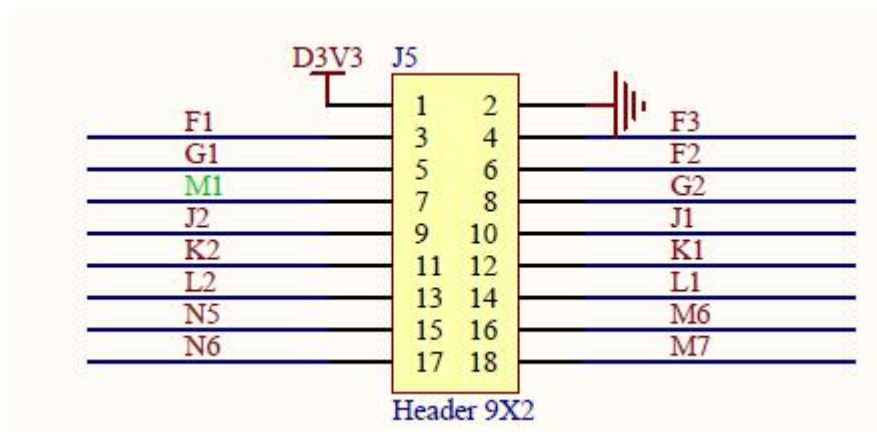 D3V3 J5
1 2
F1 3 4 F3
G1 5 6 F2
M1 7 8 G2
J2 9 10 J1
K2 11 12 K1
L2 13 14 L1
N5 15 16 M6
N6 17 18 M7
Header 9X2